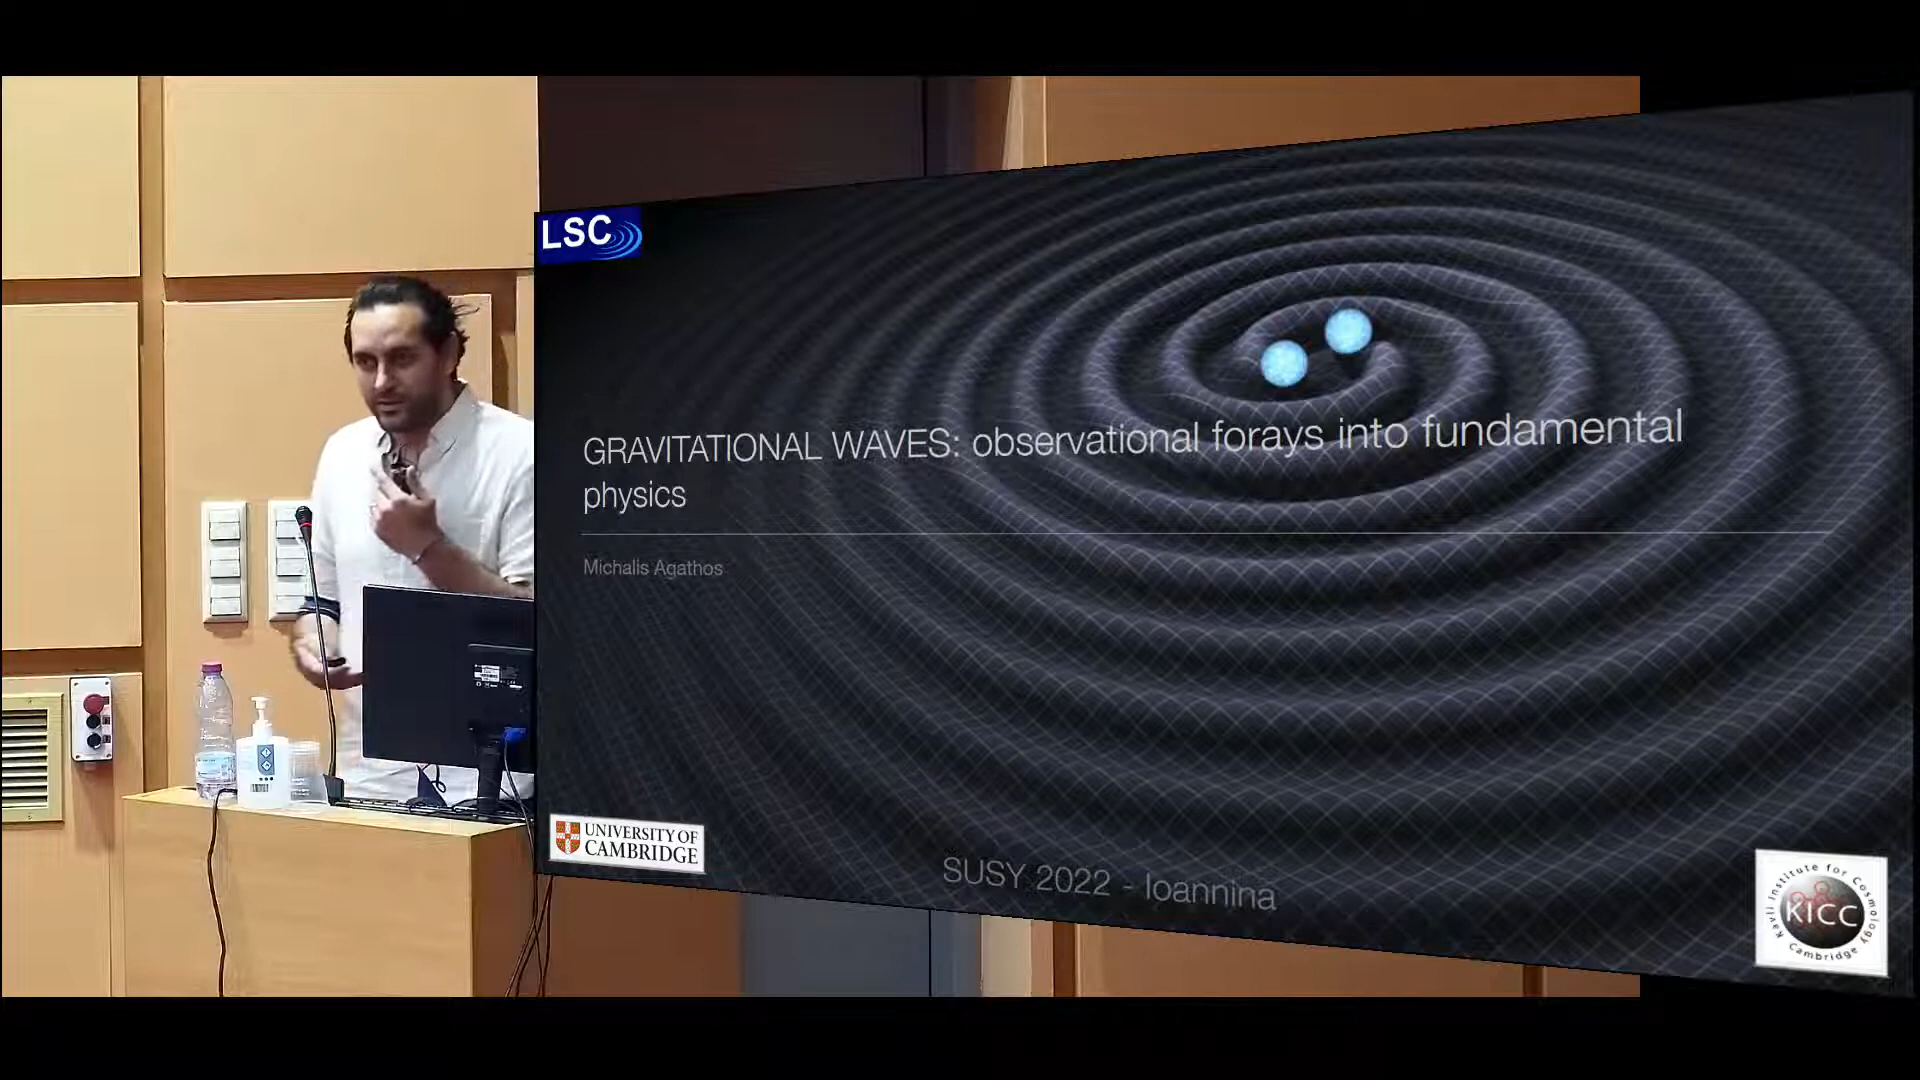 LSC
GRAVITATIONAL WAVES: observational forays into fundamental
physics
Michalis Agathos
UNIVERSITY OF
CAMBRIDGE
SUSY 2022 - Ioannina
Kavli Institute for Cosmology
KICC
Cambridge